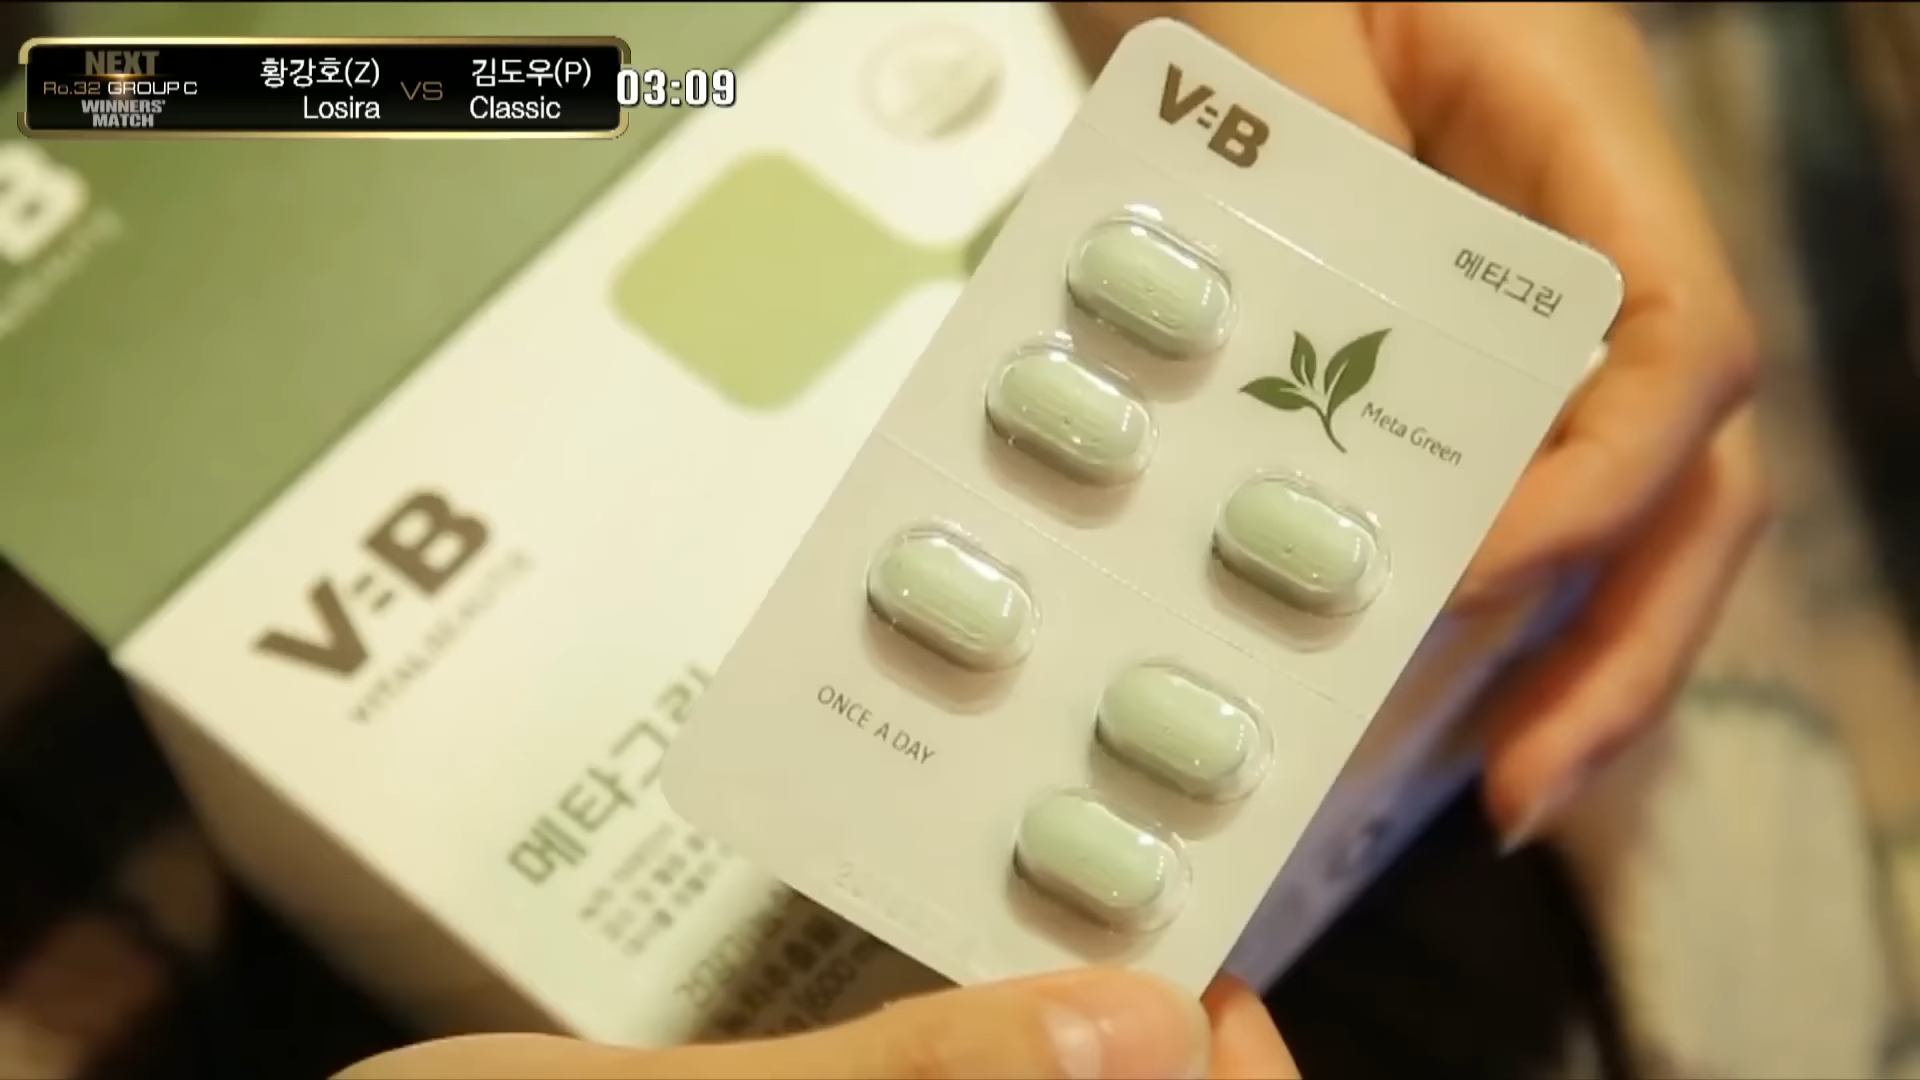 NEXT
Ro.32 GROUP C
WINNERS'
MATCH
황강호(Z)
Losira
VS
김도우(P)
Classic
03:09
V=B
메타그린
Meta Green
ONCE A DAY
B
V=B
VITALBEAUTIE
메타그린